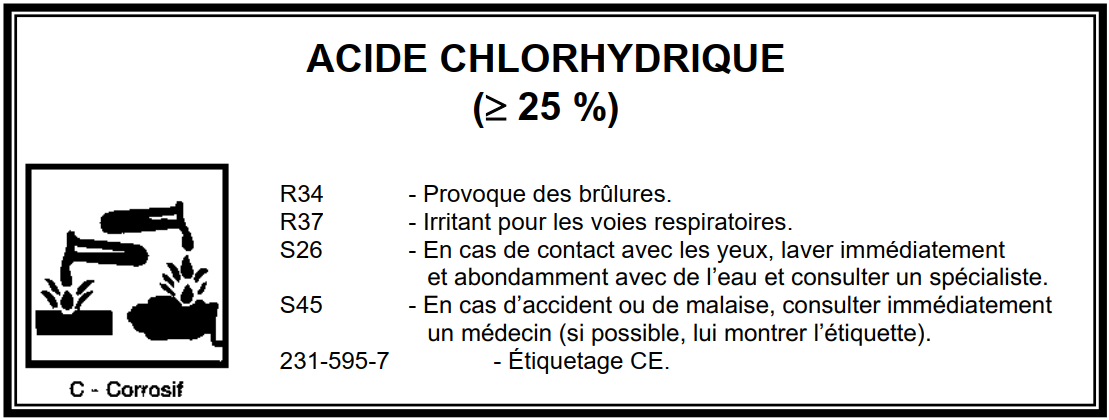 ACIDE CHLORHYDRIQUE
(≥ 25 %)
R34 - Provoque des brûlures.
R37 - Irritant pour les voies respiratoires.
S26 - En cas de contact avec les yeux, laver immédiatement
et abondamment avec de l’eau et consulter un spécialiste.
S45 - En cas d’accident ou de malaise, consulter immédiatement
un médecin (si possible, lui montrer l’étiquette).
231-595-7 - Étiquetage CE.
C - Corrosif